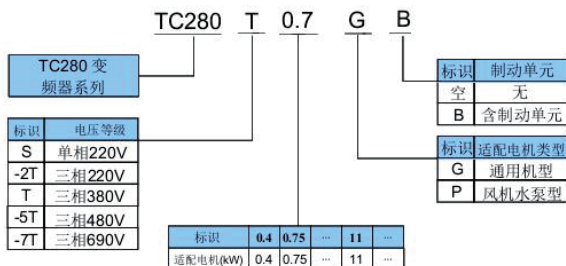 TC280 T 0.7 G B
TC280 变
频器系列
标识 电压等级
S 单相220V
-2T 三相220V
T 三相380V
-5T 三相480V
-7T 三相690V
标识 制动单元
空 无
B 含制动单元
标识 适配电机类型
G 通用机型
P 风机水泵型
标识 0.4 0.75 ... 11 ...
适配电机(kW) 0.4 0.75 ... 11 ...